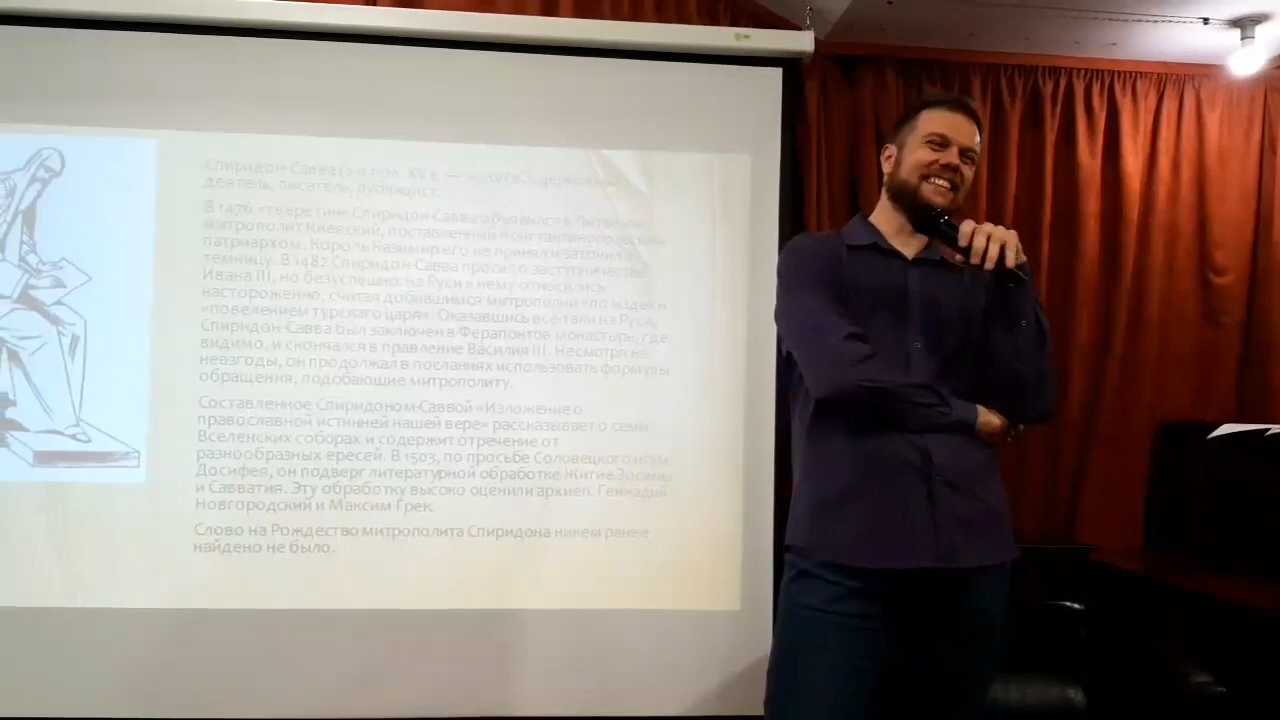 Спиридон-Савва (2-я пол. XV в. — нач. XVI в.), церковный
деятель, писатель, публицист.
В 1476 «тверетин» Спиридон-Савва объявился в Литве как
митрополит Киевский, поставленный Константинопольским
патриархом. Король Казимир его не принял и заточил в
темницу. В 1482 Спиридон-Савва просил о заступничестве
Ивана III, но безуспешно: на Руси к нему относились
настороженно, считая добившимся митрополии «по мзде» и
«повелением турского царя». Оказавшись всё-таки на Руси,
Спиридон-Савва был заключен в Ферапонтов монастырь, где,
видимо, и скончался в правление Василия III. Несмотря на
невзгоды, он продолжал в посланиях использовать формулы
обращения, подобающие митрополиту.
Составленное Спиридоном-Саввой «Изложение о
православной истинней нашей вере» рассказывает о семи
Вселенских соборах и содержит отречение от
разнообразных ересей. В 1503, по просьбе Соловецкого игум.
Досифея, он подверг литературной обработке Житие Зосимы
и Савватия. Эту обработку высоко оценили архиеп. Геннадий
Новгородский и Максим Грек.
Слово на Рождество митрополита Спиридона никем ранее
найдено не было.